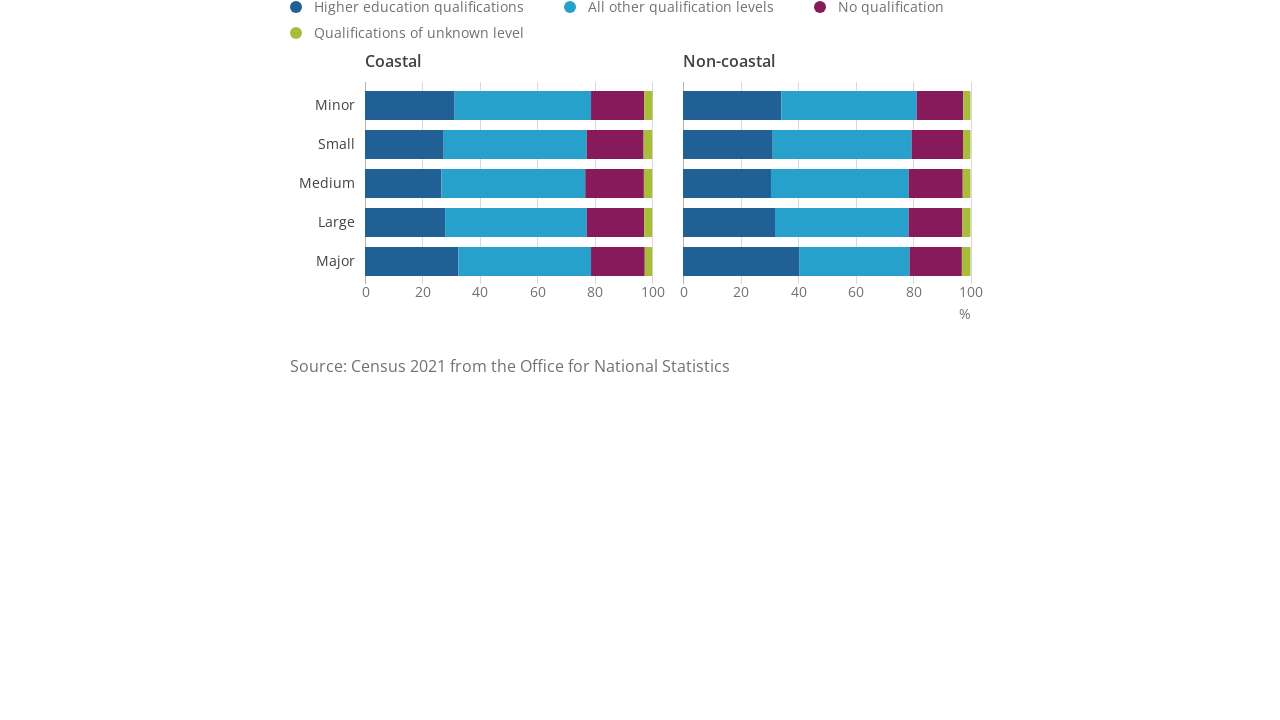 Higher education qualifications All other qualification levels No qualification
Qualifications of unknown level
Coastal Non-coastal
Minor
Small
Medium
Large
Major
0 20 40 60 80 100 0 20 40 60 80 100
%
Source: Census 2021 from the Office for National Statistics